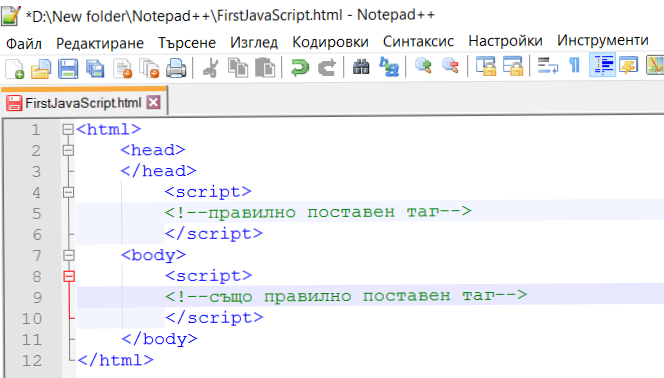 *D:\New folder\Notepad++\FirstJavaScript.html - Notepad++
Файл Редактиране Търсене Изглед Кодировки Синтаксис Настройки Инструменти
FirstJavaScript.html
1 <html>
2 <head>
3 </head>
4 <script>
5 <!--правилно поставен таг-->
6 </script>
7 <body>
8 <script>
9 <!--също правилно поставен таг-->
10 </script>
11 </body>
12 </html>